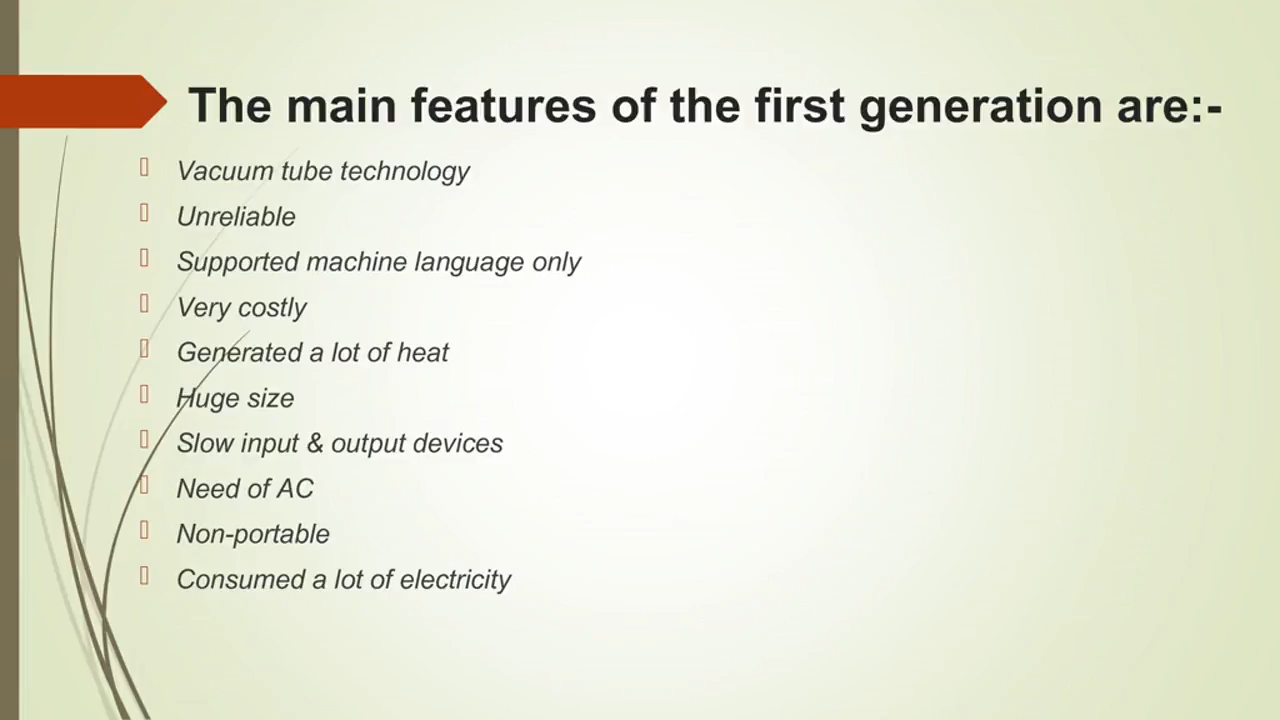 The main features of the first generation are:-
Vacuum tube technology
Unreliable
Supported machine language only
Very costly
Generated a lot of heat
Huge size
Slow input & output devices
Need of AC
Non-portable
Consumed a lot of electricity